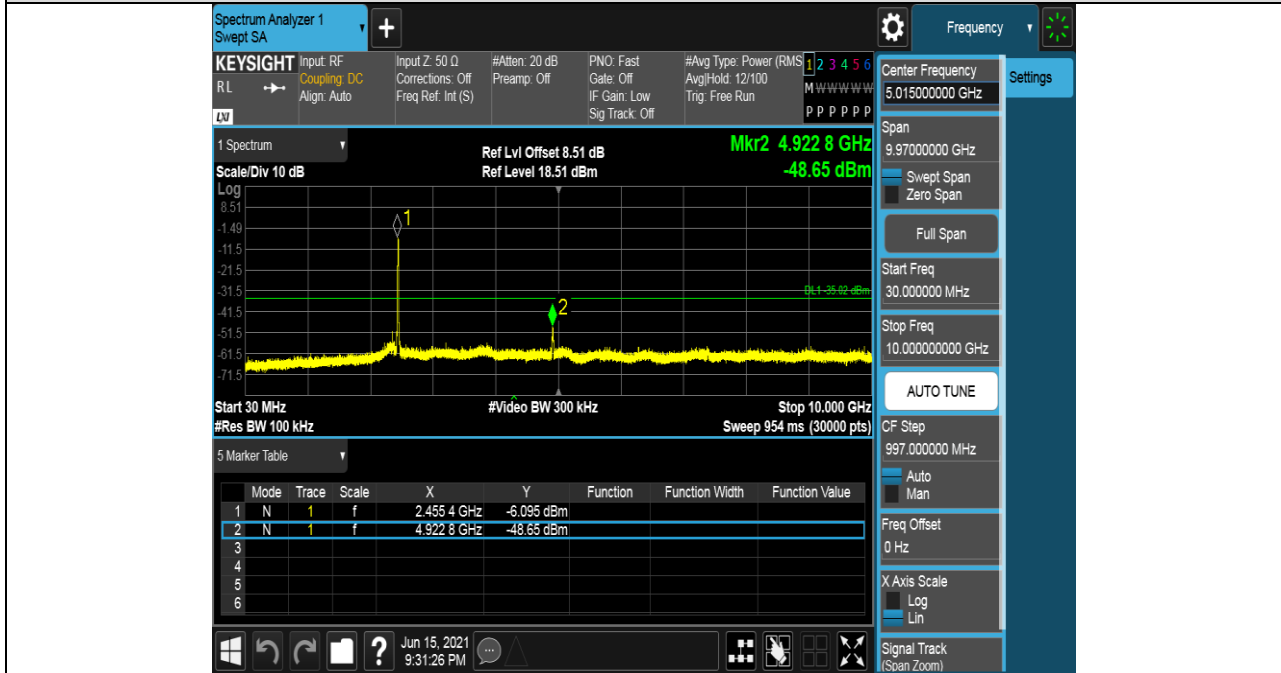 Spectrum Analyzer 1
Swept SA
+
Frequency
KEYSIGHT
RL
LXI
Input: RF
Coupling: DC
Align: Auto
Input Z: 50 Ω
Corrections: Off
Freq Ref: Int (S)
#Atten: 20 dB
Preamp: Off
PNO: Fast
Gate: Off
IF Gain: Low
Sig Track: Off
#Avg Type: Power (RMS
Avg|Hold: 12/100
Trig: Free Run
1 2 3 4 5 6
M W W W W W
P P P P P P
1 Spectrum
Scale/Div 10 dB
Ref Lvl Offset 8.51 dB
Ref Level 18.51 dBm
Mkr2 4.922 8 GHz
-48.65 dBm
Log
8.51
-1.49
-11.5
-21.5
-31.5
-41.5
-51.5
-61.5
-71.5
1
2
DL1 -35.02 dBm
Start 30 MHz
#Video BW 300 kHz
Stop 10.000 GHz
#Res BW 100 kHz
Sweep 954 ms (30000 pts)
5 Marker Table
Mode Trace Scale X Y Function Function Width Function Value
1 N 1 f 2.455 4 GHz -6.095 dBm
2 N 1 f 4.922 8 GHz -48.65 dBm
3
4
5
6
?
Jun 15, 2021
9:31:26 PM
Center Frequency
5.015000000 GHz
Settings
Span
9.97000000 GHz
Swept Span
Zero Span
Full Span
Start Freq
30.000000 MHz
Stop Freq
10.000000000 GHz
AUTO TUNE
CF Step
997.000000 MHz
Auto
Man
Freq Offset
0 Hz
X Axis Scale
Log
Lin
Signal Track
(Span Zoom)